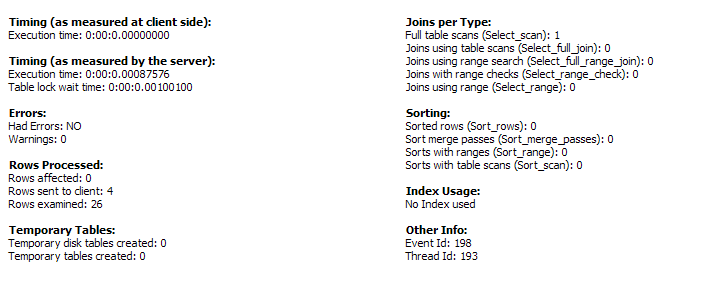 Timing (as measured at client side):
Execution time: 0:00:0.00000000
Timing (as measured by the server):
Execution time: 0:00:0.00087576
Table lock wait time: 0:00:0.00100100
Errors:
Had Errors: NO
Warnings: 0
Rows Processed:
Rows affected: 0
Rows sent to client: 4
Rows examined: 26
Temporary Tables:
Temporary disk tables created: 0
Temporary tables created: 0
Joins per Type:
Full table scans (Select_scan): 1
Joins using table scans (Select_full_join): 0
Joins using range search (Select_full_range_join): 0
Joins with range checks (Select_range_check): 0
Joins using range (Select_range): 0
Sorting:
Sorted rows (Sort_rows): 0
Sort merge passes (Sort_merge_passes): 0
Sorts with ranges (Sort_range): 0
Sorts with table scans (Sort_scan): 0
Index Usage:
No Index used
Other Info:
Event Id: 198
Thread Id: 193